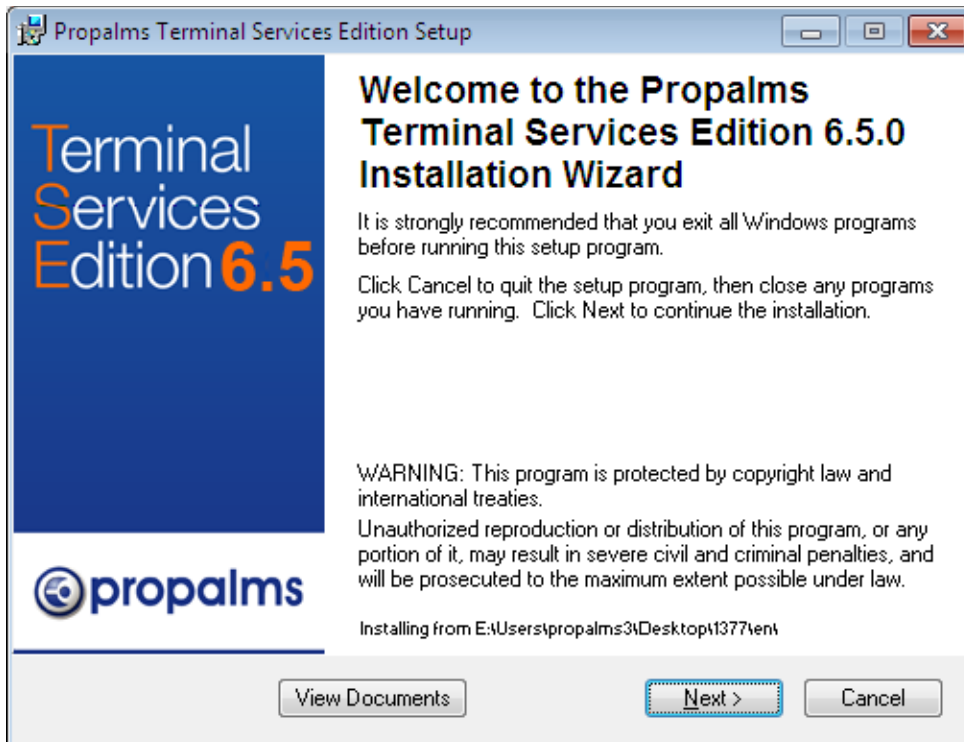 Propalms Terminal Services Edition Setup
Terminal
Services
Edition 6.5
propalms
Welcome to the Propalms
Terminal Services Edition 6.5.0
Installation Wizard
It is strongly recommended that you exit all Windows programs
before running this setup program.
Click Cancel to quit the setup program, then close any programs
you have running.  Click Next to continue the installation.
WARNING: This program is protected by copyright law and
international treaties.
Unauthorized reproduction or distribution of this program, or any
portion of it, may result in severe civil and criminal penalties, and
will be prosecuted to the maximum extent possible under law.
Installing from E:\Users\propalms3\Desktop\1377\en\
View Documents
Next >
Cancel